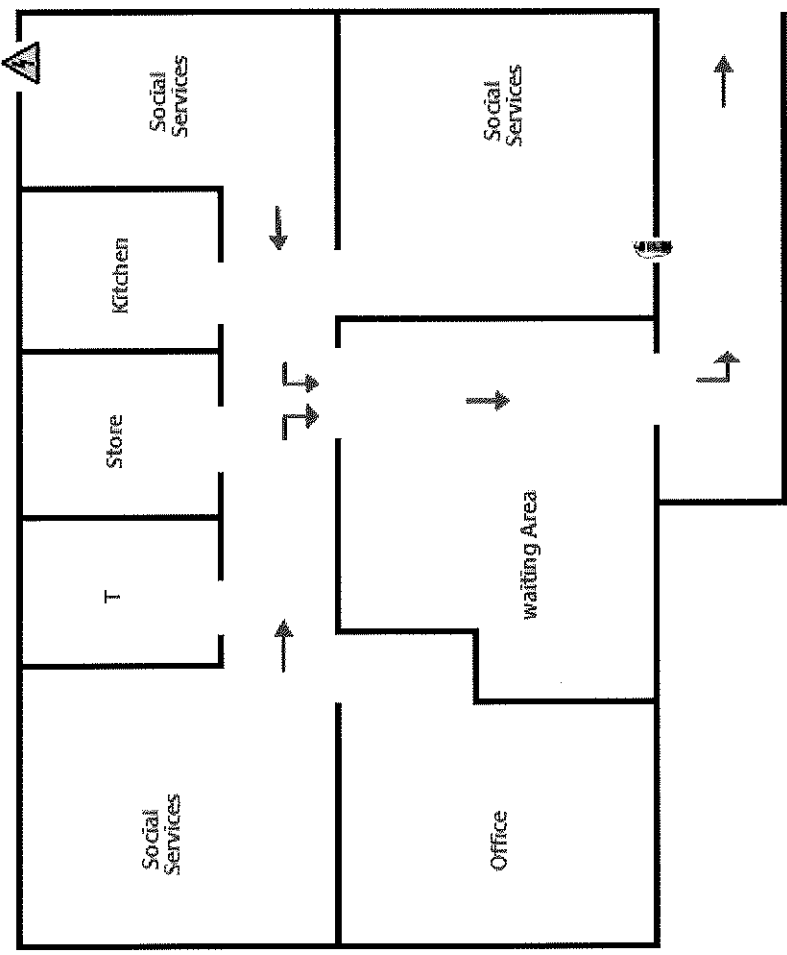 Social
Services
T
Store
Kitchen
Social
Services
Office
waiting Area
Social
Services